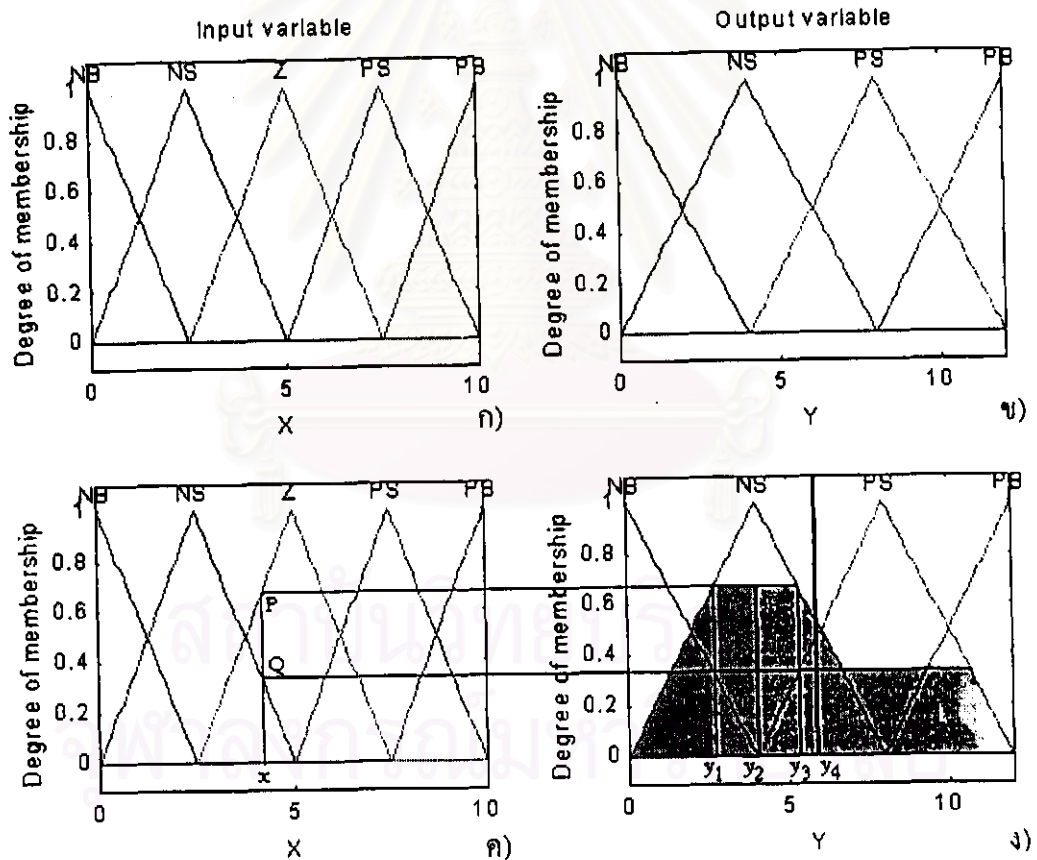 Input variable
NB NS Z PS PB
1
0.8
0.6
0.4
0.2
0
Degree of membership
0 5 10
X ก)
Output variable
NB NS PS PB
1
0.8
0.6
0.4
0.2
0
Degree of membership
0 5 10
Y ข)
NB NS Z PS PB
1
0.8
0.6
0.4
0.2
0
Degree of membership
P
Q
x
0 5 10
X ค)
NB NS PS PB
1
0.8
0.6
0.4
0.2
0
Degree of membership
y1 y2 y3 y4
0 5 10
Y ง)